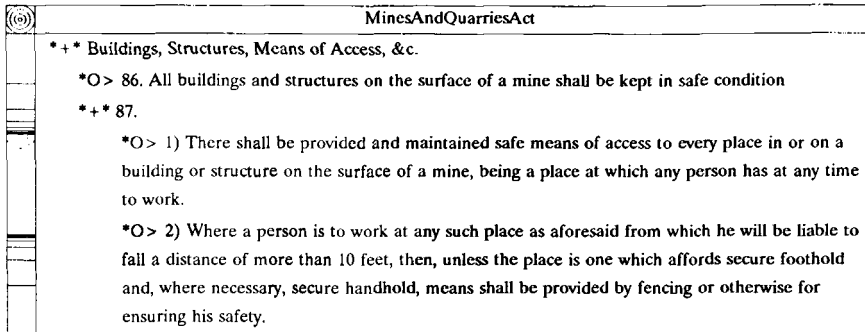 MinesAndQuarriesAct
*+* Buildings, Structures, Means of Access, &c.
*O> 86. All buildings and structures on the surface of a mine shall be kept in safe condition
*+* 87.
*O> 1) There shall be provided and maintained safe means of access to every place in or on a
building or structure on the surface of a mine, being a place at which any person has at any time
to work.
*O> 2) Where a person is to work at any such place as aforesaid from which he will be liable to
fall a distance of more than 10 feet, then, unless the place is one which affords secure foothold
and, where necessary, secure handhold, means shall be provided by fencing or otherwise for
ensuring his safety.